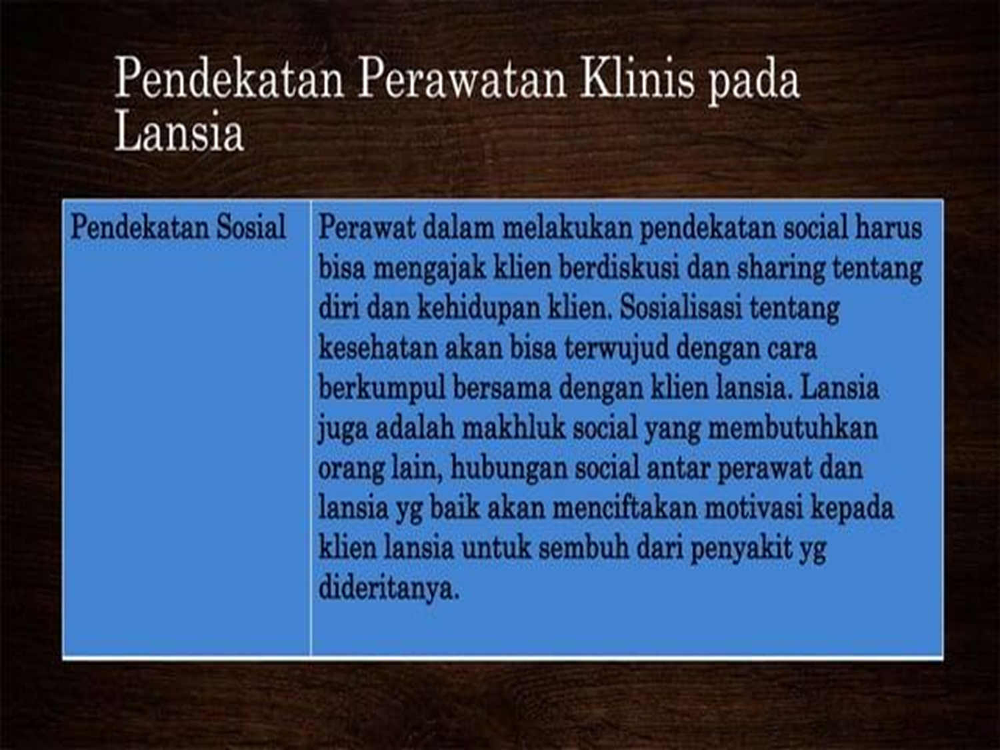 Pendekatan Perawatan Klinis pada
Lansia
Pendekatan Sosial
Perawat dalam melakukan pendekatan social harus
bisa mengajak klien berdiskusi dan sharing tentang
diri dan kehidupan klien. Sosialisasi tentang
kesehatan akan bisa terwujud dengan cara
berkumpul bersama dengan klien lansia. Lansia
juga adalah makhluk social yang membutuhkan
orang lain, hubungan social antar perawat dan
lansia yg baik akan menciftakan motivasi kepada
klien lansia untuk sembuh dari penyakit yg
dideritanya.